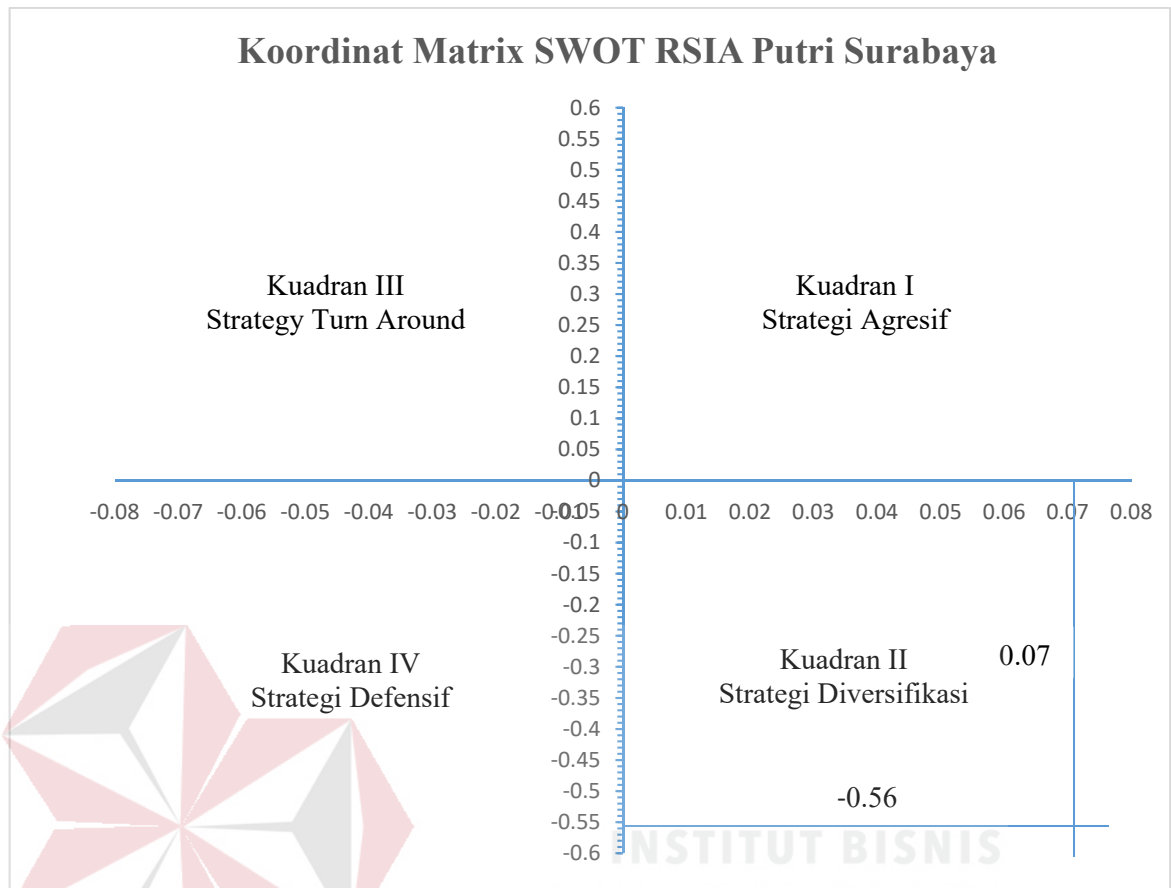 Koordinat Matrix SWOT RSIA Putri Surabaya
0.6
0.55
0.5
0.45
0.4
0.35
Kuadran III
Strategy Turn Around
0.3
0.25
Kuadran I
Strategi Agresif
0.2
0.15
0.1
0.05
0
-0.08 -0.07 -0.06 -0.05 -0.04 -0.03 -0.02 -0.01 0 0.01 0.02 0.03 0.04 0.05 0.06 0.07 0.08
-0.05
-0.1
-0.15
-0.2
-0.25
Kuadran IV
Strategi Defensif
-0.3
-0.35
Kuadran II
Strategi Diversifikasi
0.07
-0.4
-0.45
-0.5
-0.56
-0.55
-0.6
INSTITUT BISNIS